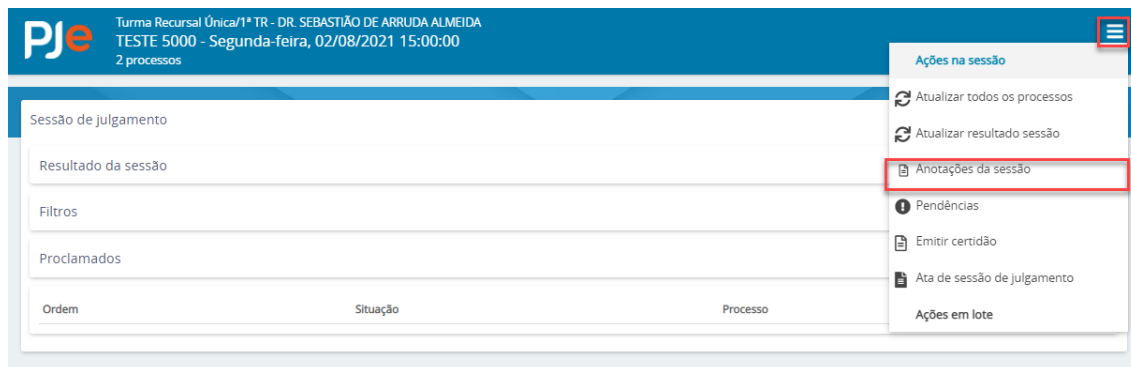 PJe
Turma Recursal Única/1ª TR - DR. SEBASTIÃO DE ARRUDA ALMEIDA
TESTE 5000 - Segunda-feira, 02/08/2021 15:00:00
2 processos
Ações na sessão
Atualizar todos os processos
Atualizar resultado sessão
Anotações da sessão
Pendências
Emitir certidão
Ata de sessão de julgamento
Ações em lote
Sessão de julgamento
Resultado da sessão
Filtros
Proclamados
Ordem Situação Processo